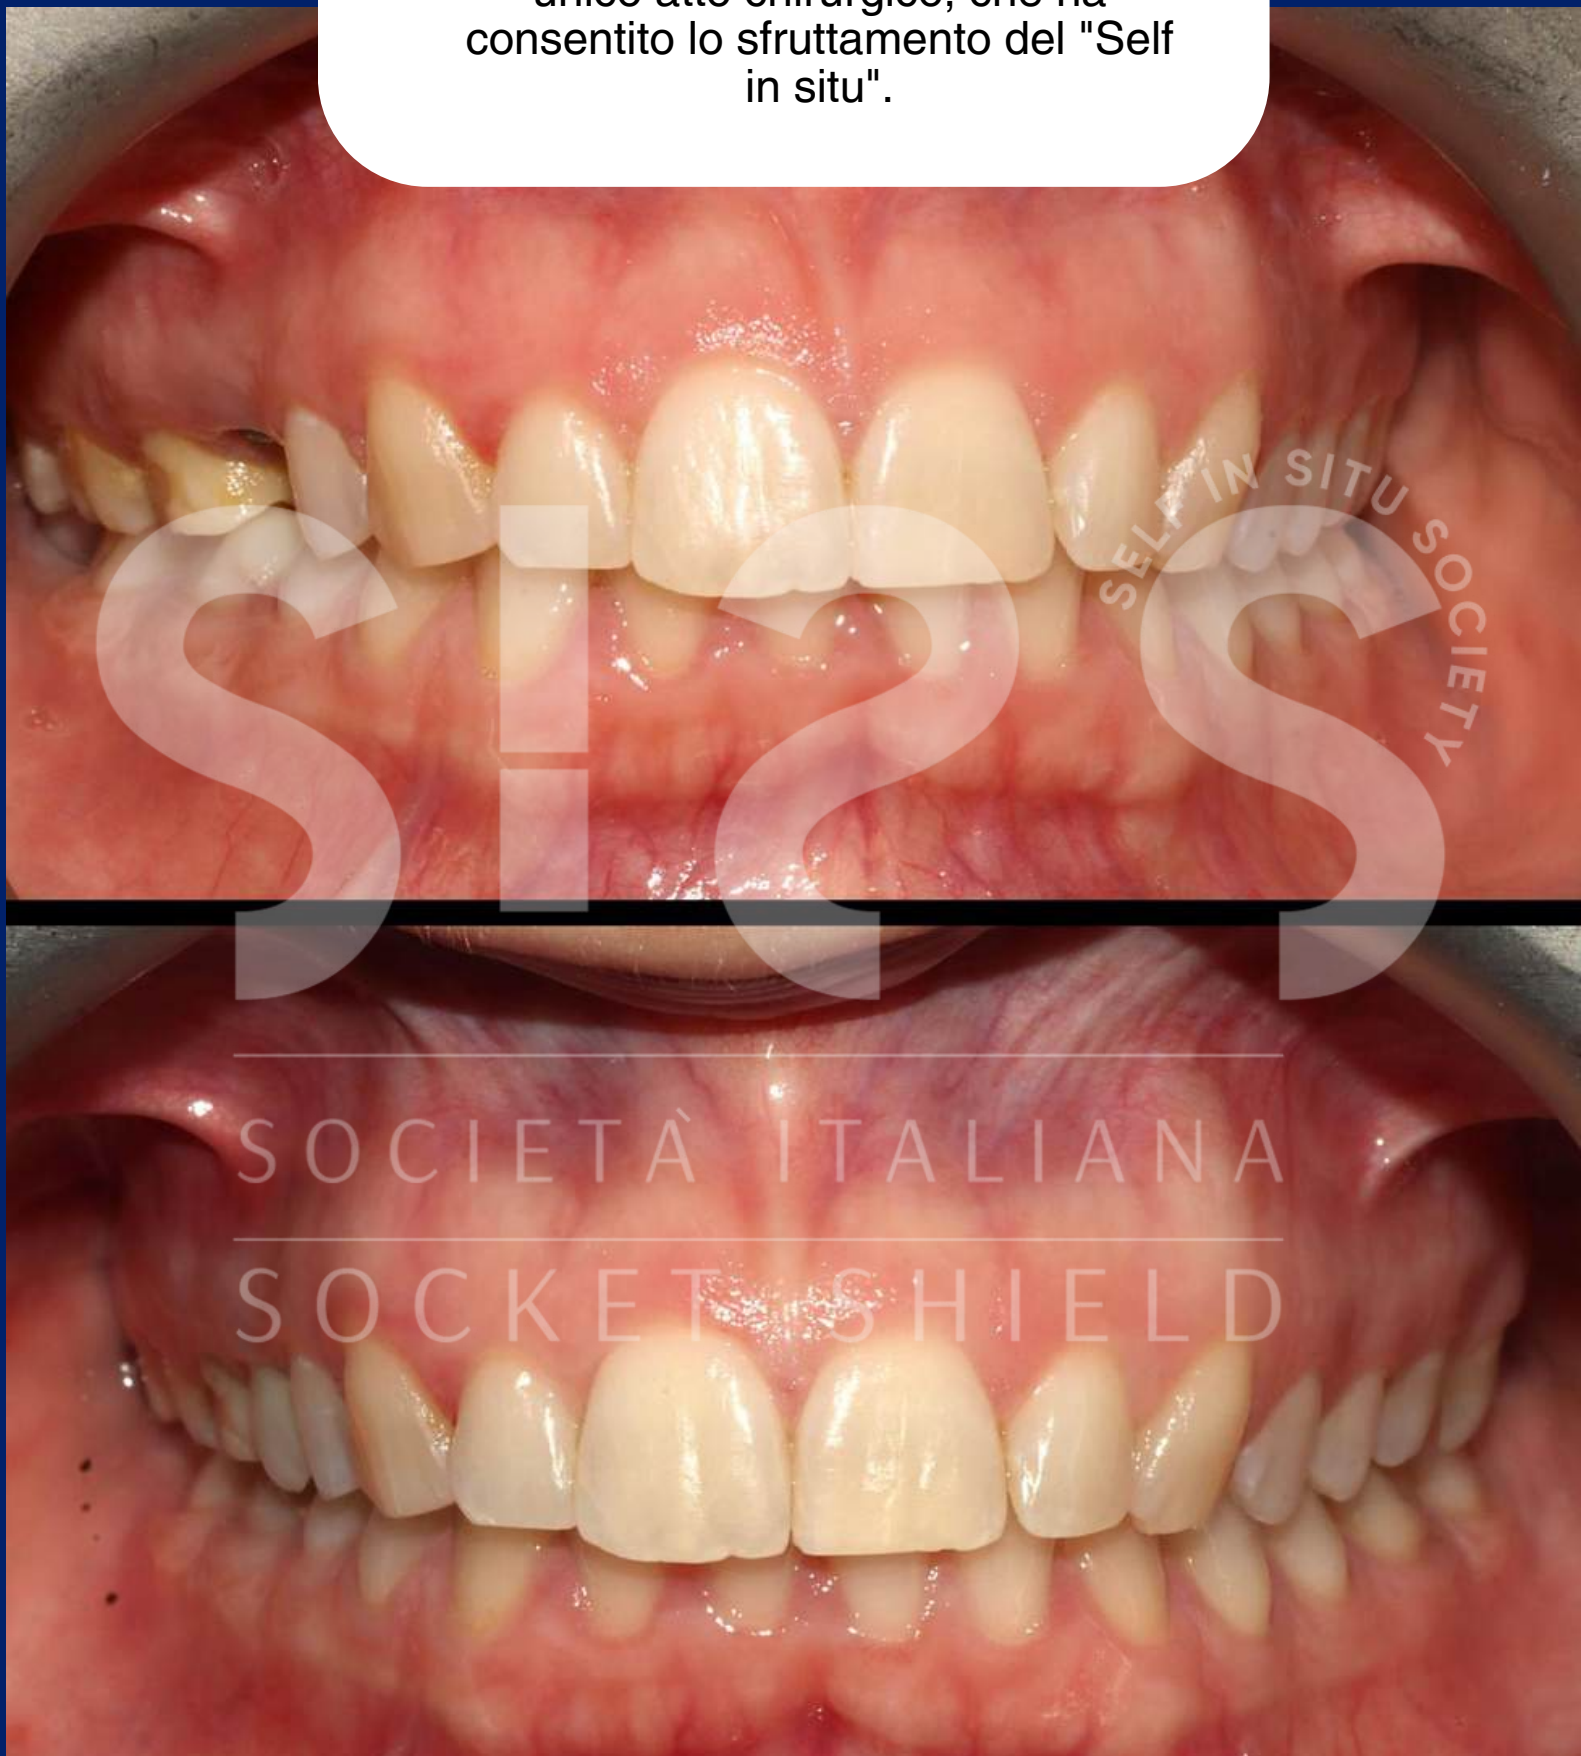 consentito lo sfruttamento del "Self
in situ".
SELF IN SITU SOCIETY
SISS
SOCIETÀ ITALIANA
SOCKET SHIELD